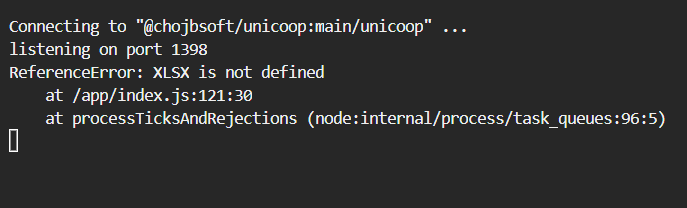 Connecting to "@chojbsoft/unicoop:main/unicoop" ...
listening on port 1398
ReferenceError: XLSX is not defined
    at /app/index.js:121:30
    at processTicksAndRejections (node:internal/process/task_queues:96:5)